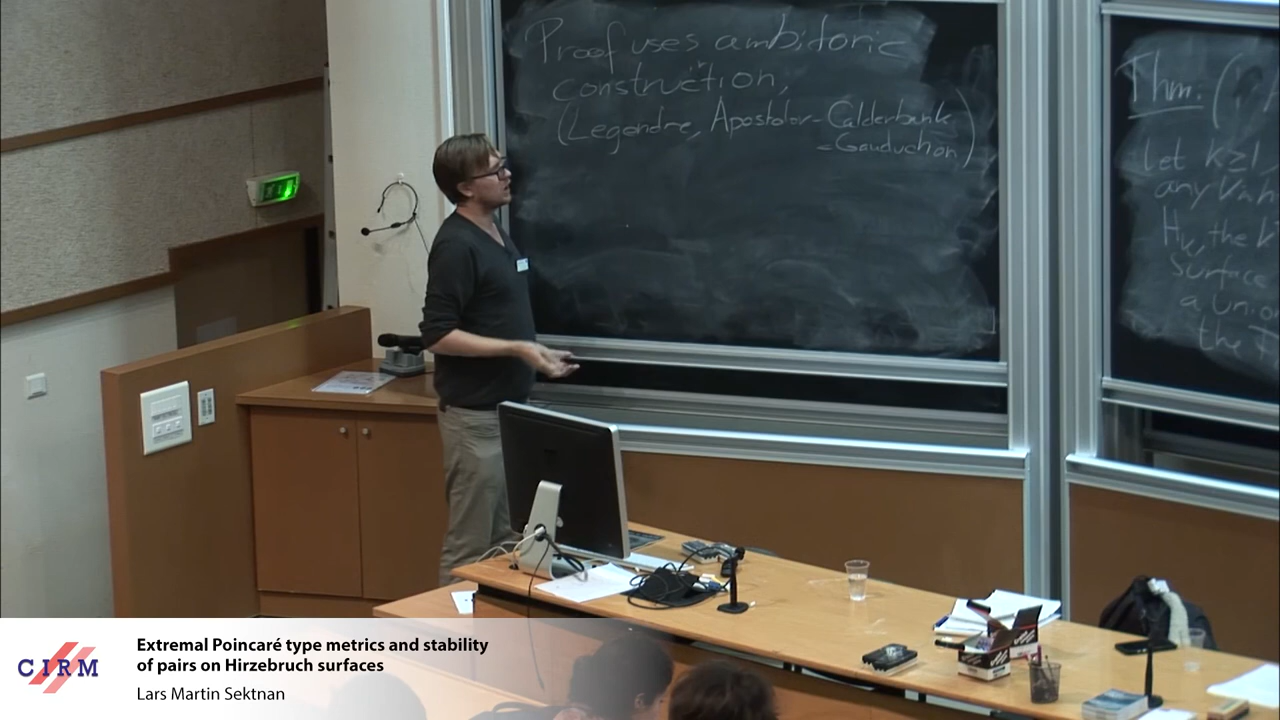 Proof uses ambitoric
construction,
(Legendre, Apostolov-Calderbank
-Gauduchon)
Thm. (
Let k≥1,
any
H_k, the
surface
a union
the
CIRM
Extremal Poincaré type metrics and stability
of pairs on Hirzebruch surfaces
Lars Martin Sektnan